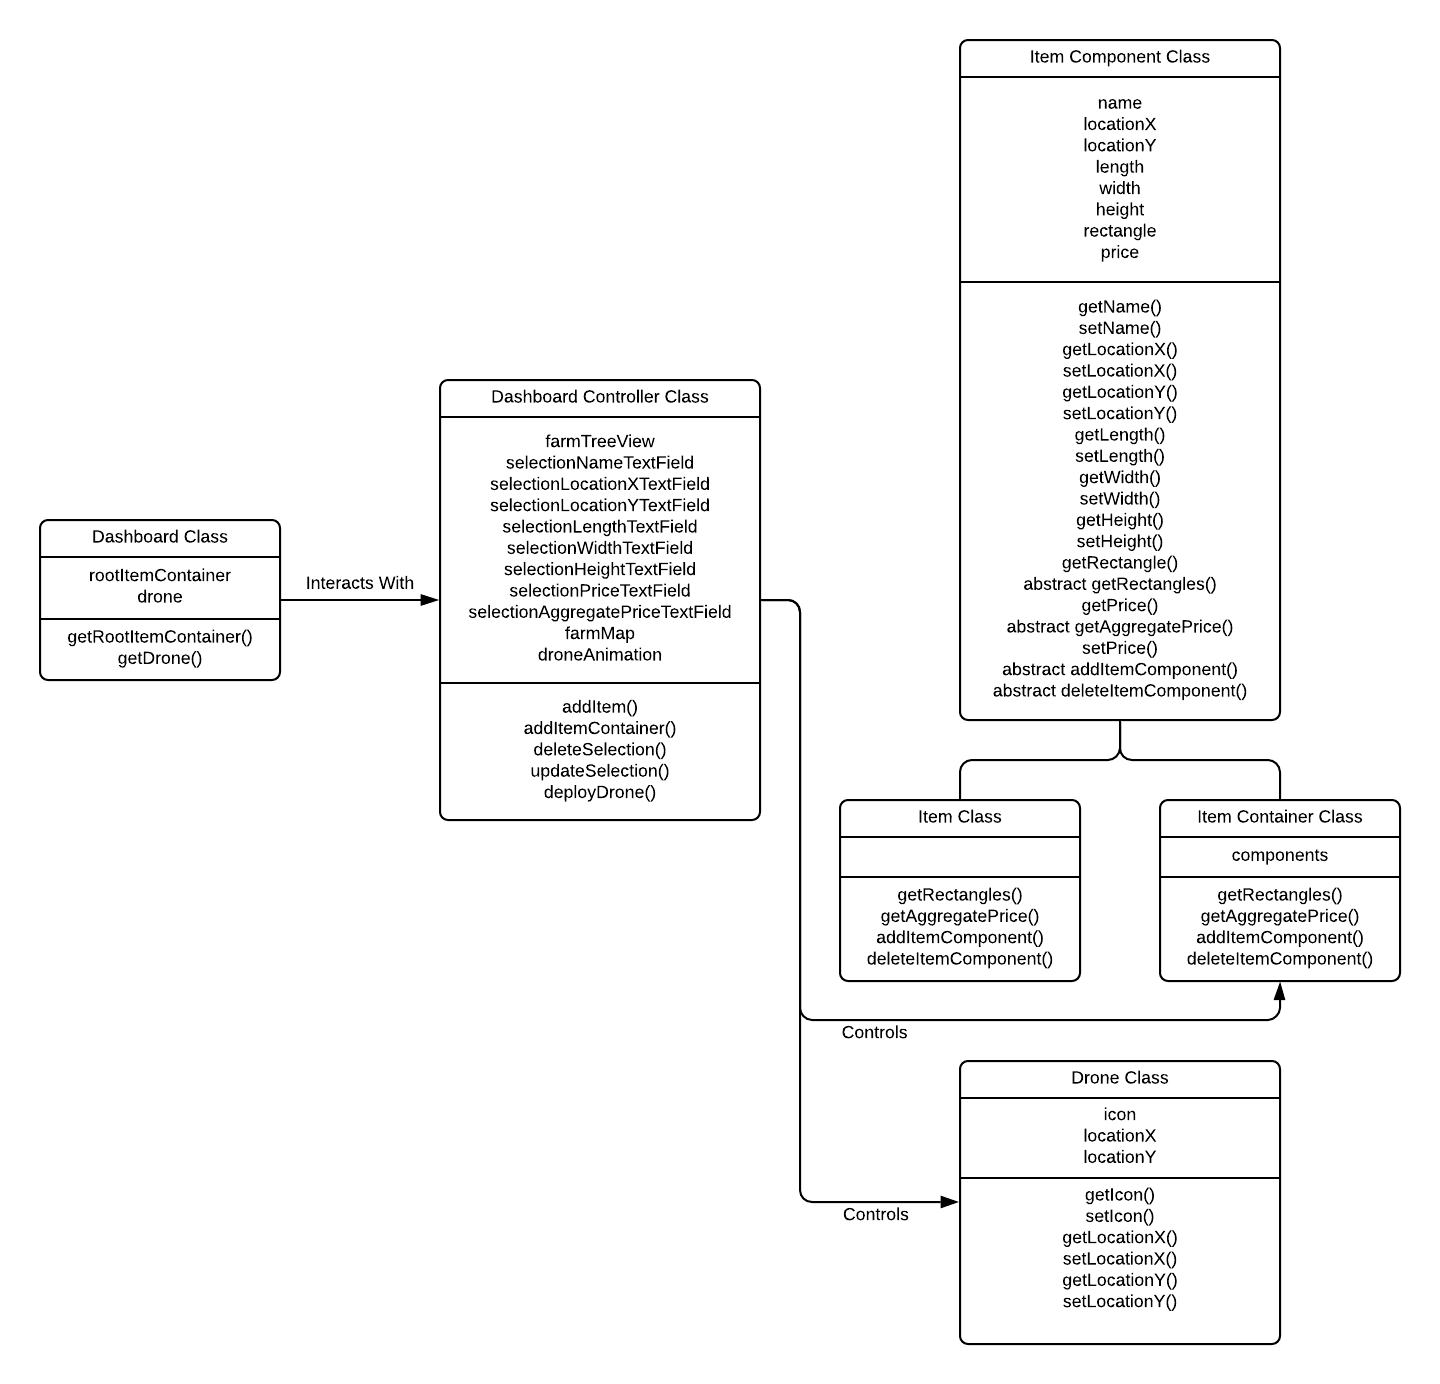 Item Component Class
name
locationX
locationY
length
width
height
rectangle
price
getName()
setName()
getLocationX()
setLocationX()
getLocationY()
setLocationY()
getLength()
setLength()
getWidth()
setWidth()
getHeight()
setHeight()
getRectangle()
abstract getRectangles()
getPrice()
abstract getAggregatePrice()
setPrice()
abstract addItemComponent()
abstract deleteItemComponent()
Dashboard Controller Class
farmTreeView
selectionNameTextField
selectionLocationXTextField
selectionLocationYTextField
selectionLengthTextField
selectionWidthTextField
selectionHeightTextField
selectionPriceTextField
selectionAggregatePriceTextField
farmMap
droneAnimation
addItem()
addItemContainer()
deleteSelection()
updateSelection()
deployDrone()
Dashboard Class
rootItemContainer
drone
getRootItemContainer()
getDrone()
Interacts With
Item Class
getRectangles()
getAggregatePrice()
addItemComponent()
deleteItemComponent()
Item Container Class
components
getRectangles()
getAggregatePrice()
addItemComponent()
deleteItemComponent()
Controls
Drone Class
icon
locationX
locationY
getIcon()
setIcon()
getLocationX()
setLocationX()
getLocationY()
setLocationY()
Controls